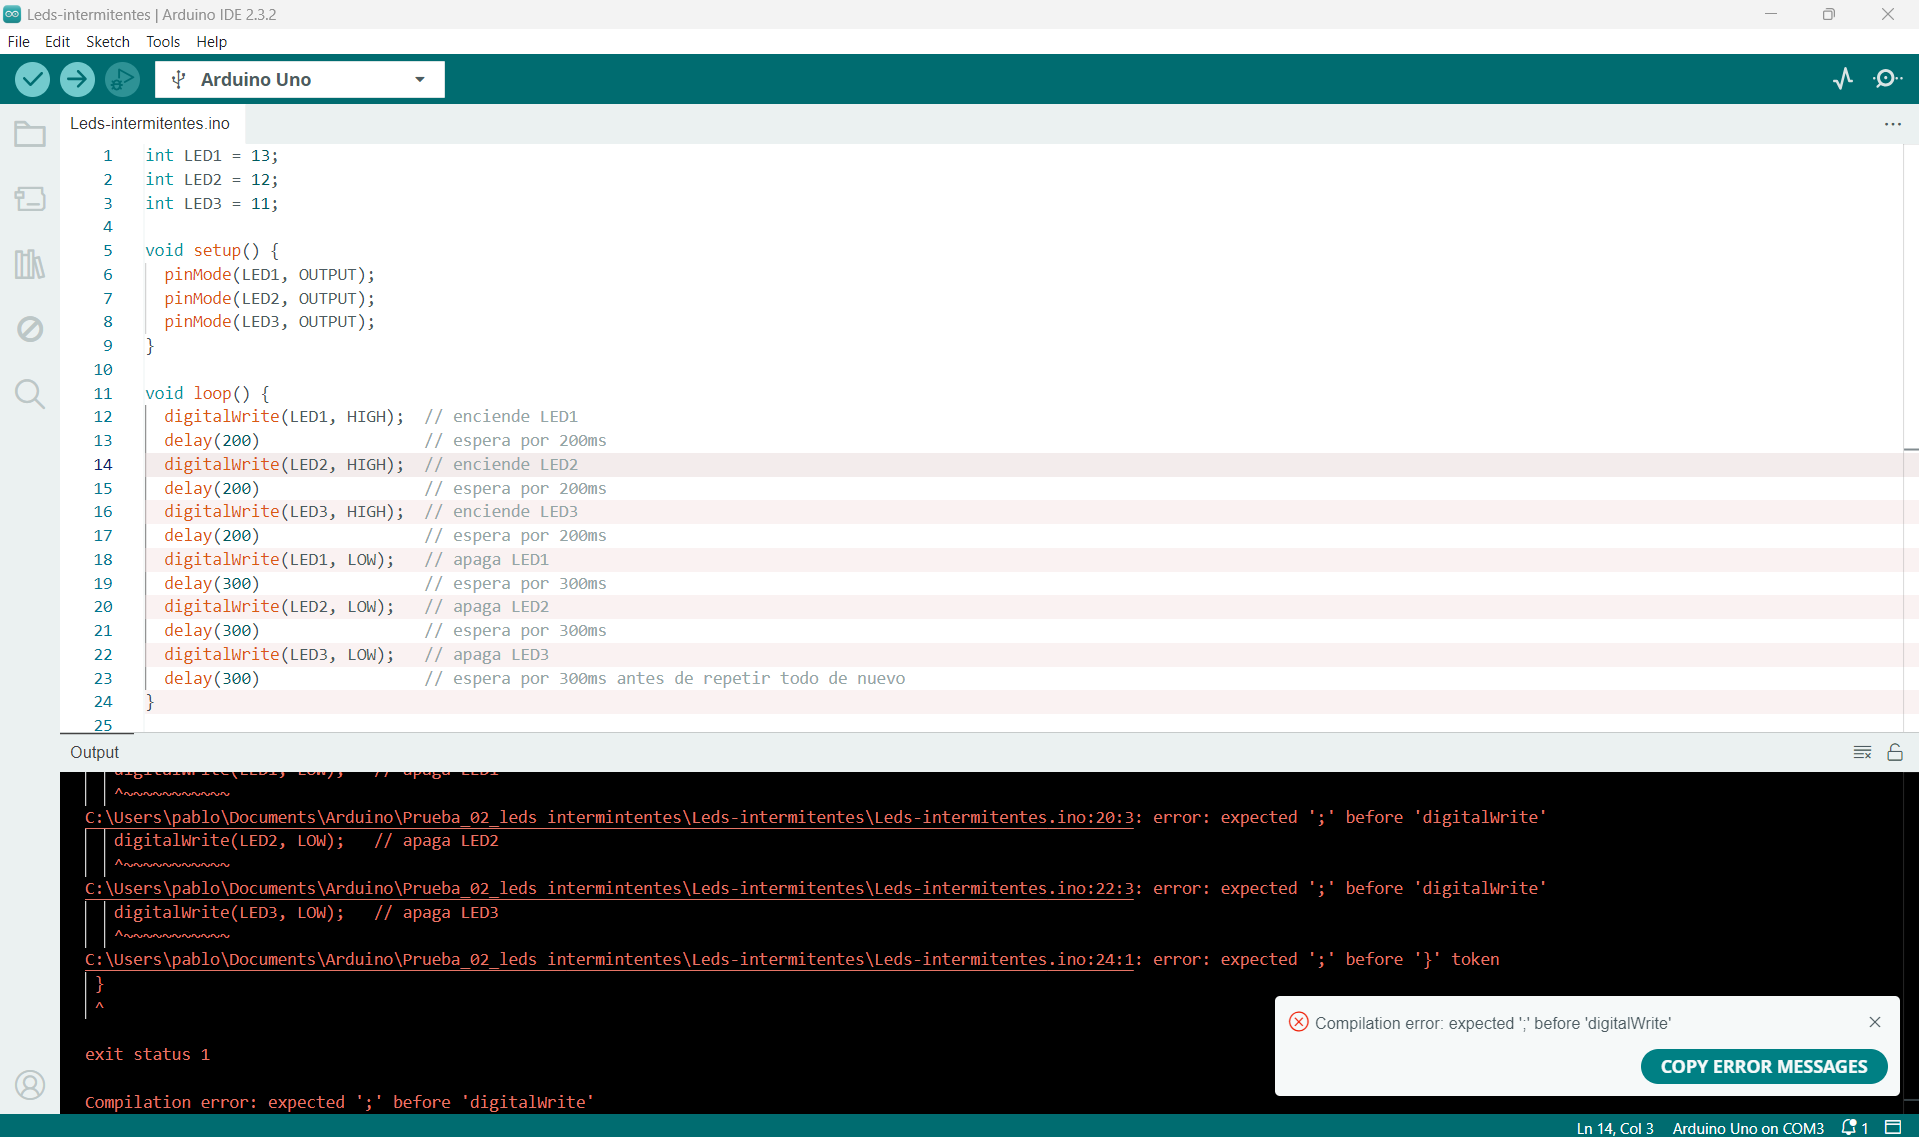 Leds-intermitentes | Arduino IDE 2.3.2
File Edit Sketch Tools Help
Arduino Uno
Leds-intermitentes.ino
1 int LED1 = 13;
2 int LED2 = 12;
3 int LED3 = 11;
4
5 void setup() {
6 pinMode(LED1, OUTPUT);
7 pinMode(LED2, OUTPUT);
8 pinMode(LED3, OUTPUT);
9 }
10
11 void loop() {
12 digitalWrite(LED1, HIGH); // enciende LED1
13 delay(200) // espera por 200ms
14 digitalWrite(LED2, HIGH); // enciende LED2
15 delay(200) // espera por 200ms
16 digitalWrite(LED3, HIGH); // enciende LED3
17 delay(200) // espera por 200ms
18 digitalWrite(LED1, LOW); // apaga LED1
19 delay(300) // espera por 300ms
20 digitalWrite(LED2, LOW); // apaga LED2
21 delay(300) // espera por 300ms
22 digitalWrite(LED3, LOW); // apaga LED3
23 delay(300) // espera por 300ms antes de repetir todo de nuevo
24 }
25
Output
digitalWrite(LED1, LOW); // apaga LED1
^~~~~~~~~~~~
C:\Users\pablo\Documents\Arduino\Prueba_02_leds intermintentes\Leds-intermitentes\Leds-intermitentes.ino:20:3: error: expected ';' before 'digitalWrite'
digitalWrite(LED2, LOW); // apaga LED2
^~~~~~~~~~~~
C:\Users\pablo\Documents\Arduino\Prueba_02_leds intermintentes\Leds-intermitentes\Leds-intermitentes.ino:22:3: error: expected ';' before 'digitalWrite'
digitalWrite(LED3, LOW); // apaga LED3
^~~~~~~~~~~~
C:\Users\pablo\Documents\Arduino\Prueba_02_leds intermintentes\Leds-intermitentes\Leds-intermitentes.ino:24:1: error: expected ';' before '}' token
}
^
exit status 1
Compilation error: expected ';' before 'digitalWrite'
Compilation error: expected ';' before 'digitalWrite'
COPY ERROR MESSAGES
Ln 14, Col 3 Arduino Uno on COM3 1